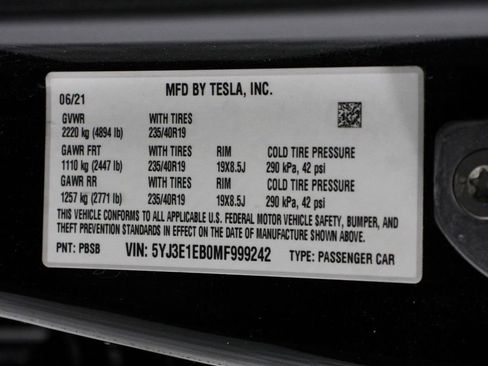 MFD BY TESLA, INC.
06/21
GVWR WITH TIRES
2220 kg (4894 lb) 235/40R19
GAWR FRT WITH TIRES RIM COLD TIRE PRESSURE
1110 kg (2447 lb) 235/40R19 19X8.5J 290 kPa, 42 psi
GAWR RR WITH TIRES RIM COLD TIRE PRESSURE
1257 kg (2771 lb) 235/40R19 19X8.5J 290 kPa, 42 psi
THIS VEHICLE CONFORMS TO ALL APPLICABLE U.S. FEDERAL MOTOR VEHICLE SAFETY, BUMPER, AND
THEFT PREVENTION STANDARDS IN EFFECT ON THE DATE OF MANUFACTURE SHOWN ABOVE.
PNT: PBSB VIN: 5YJ3E1EB0MF999242 TYPE: PASSENGER CAR